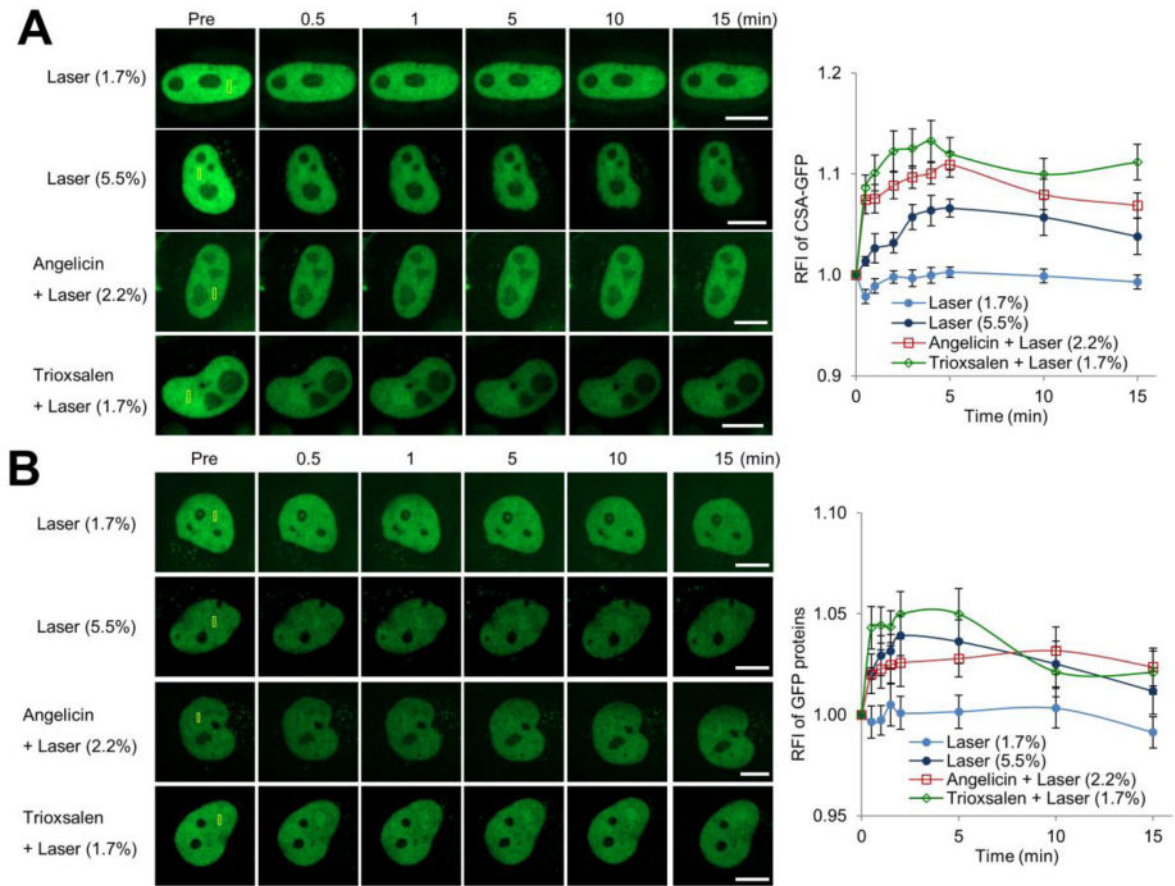 A
Pre 0.5 1 5 10 15 (min)
Laser (1.7%)
Laser (5.5%)
Angelicin
+ Laser (2.2%)
Trioxsalen
+ Laser (1.7%)
RFI of CSA-GFP
1.2
1.1
1.0
0.9
Laser (1.7%)
Laser (5.5%)
Angelicin + Laser (2.2%)
Trioxsalen + Laser (1.7%)
0 5 10 15
Time (min)
B
Pre 0.5 1 5 10 15 (min)
Laser (1.7%)
Laser (5.5%)
Angelicin
+ Laser (2.2%)
Trioxsalen
+ Laser (1.7%)
RFI of GFP proteins
1.10
1.05
1.00
0.95
Laser (1.7%)
Laser (5.5%)
Angelicin + Laser (2.2%)
Trioxsalen + Laser (1.7%)
0 5 10 15
Time (min)